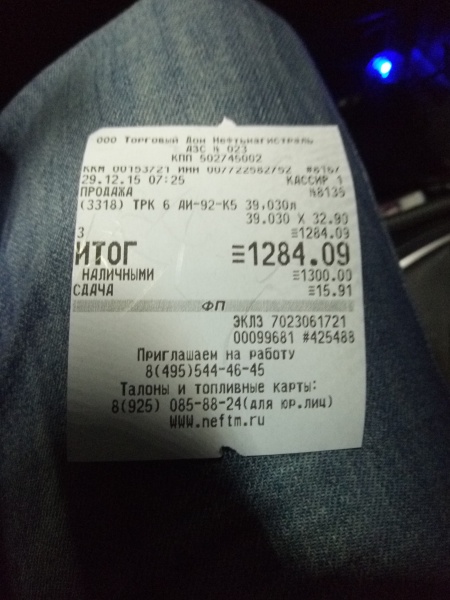 ООО Торговый Дом Нефтьмагистраль
АЗС № 023
КПП 502745002
ККМ 00153721 ИНН 007722582752 #8167
29.12.15 07:25 КАССИР 1
ПРОДАЖА №8135
(3318) ТРК 6 АИ-92-К5 39.030л
39.030 X 32.90
3 ≡1284.09
ИТОГ ≡1284.09
НАЛИЧНЫМИ ≡1300.00
СДАЧА ≡15.91
ФП
ЭКЛЗ 7023061721
00099681 #425488
Приглашаем на работу
8(495)544-46-45
Талоны и топливные карты:
8(925) 085-88-24(для юр.лиц)
WWW.neftm.ru